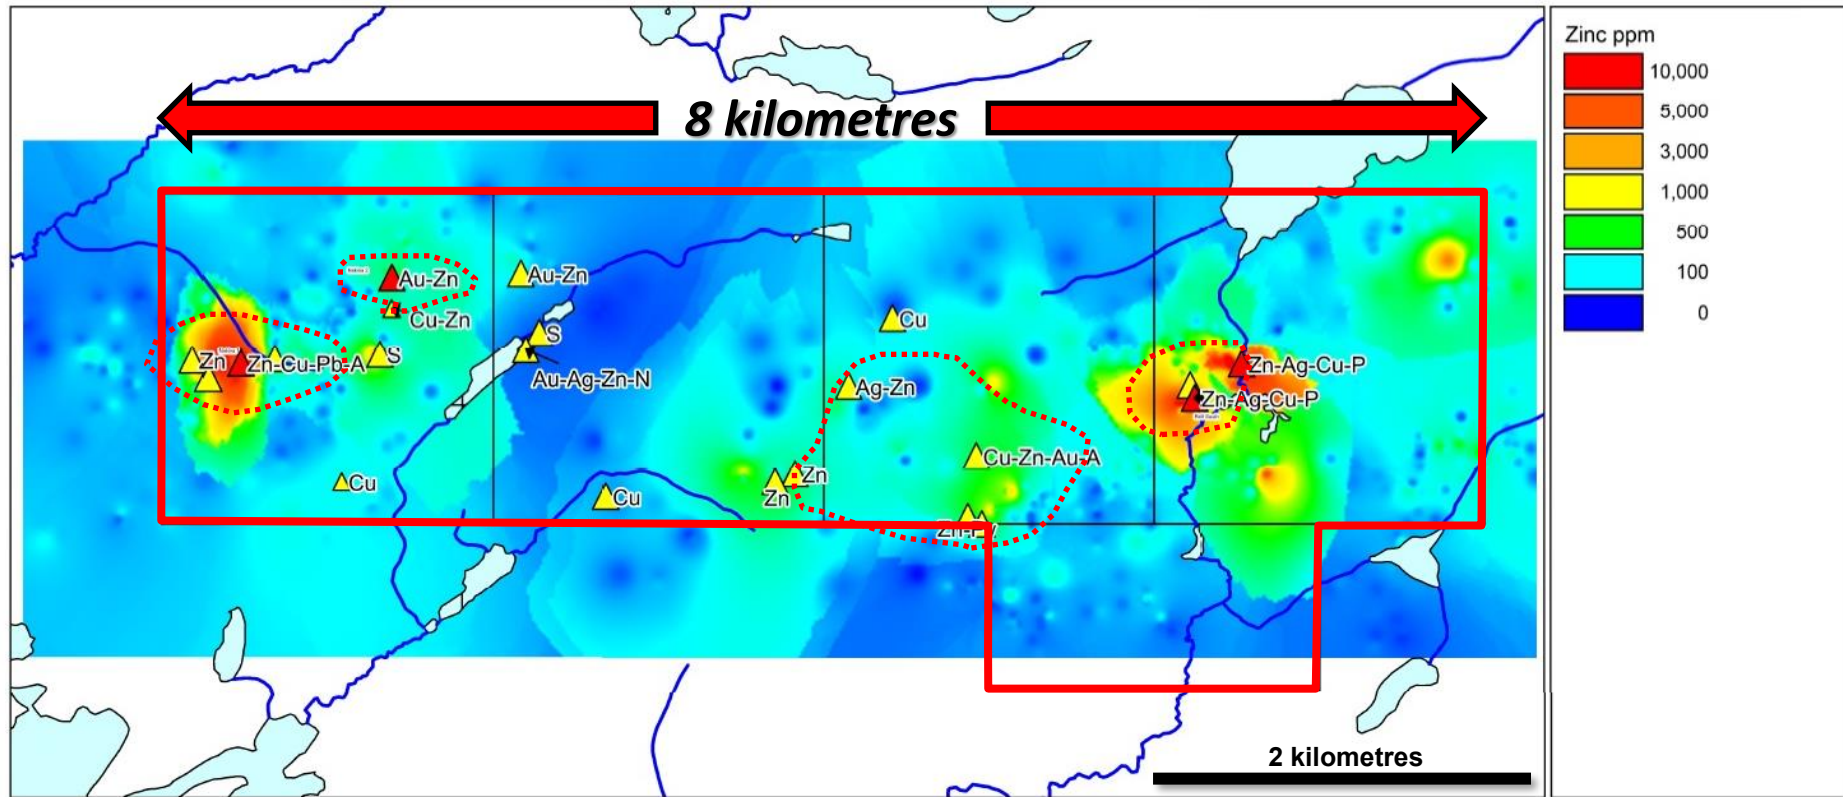 Zinc ppm
10,000
5,000
3,000
1,000
500
100
0
8 kilometres
Au-Zn
Au-Zn
Cu-Zn
Cu
S
Zn
Zn-Cu-Pb-A
S
Au-Ag-Zn-N
Zn-Ag-Cu-P
Ag-Zn
Zn-Ag-Cu-P
Cu-Zn-Au-A
Cu
Zn
Zn
Cu
2 kilometres